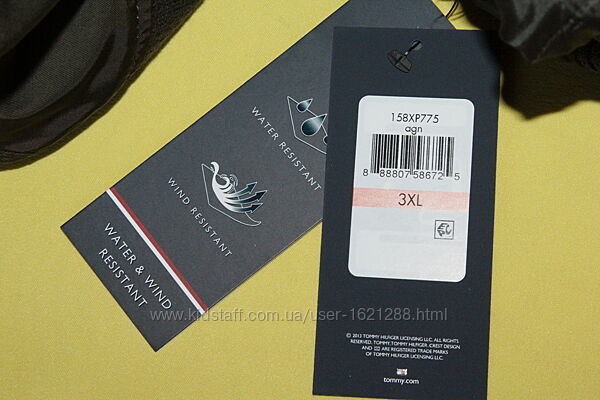 WATER RESISTANT
WIND RESISTANT
WATER & WIND
RESISTANT
158XP775
agn
8 88807 58672 5
3XL
© 2013 TOMMY HILFIGER LICENSING LLC. ALL RIGHTS
RESERVED. TOMMY, TOMMY HILFIGER, CREST DESIGN
AND ARE REGISTERED TRADE MARKS
OF TOMMY HILFIGER LICENSING LLC.
tommy.com
www.kidstaff.com.ua/user-1621288.html